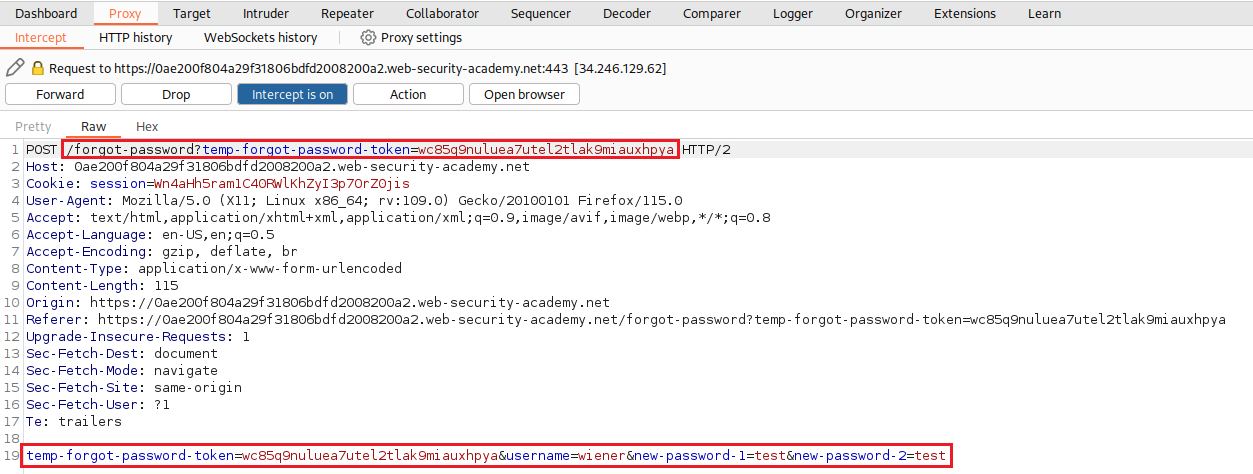 Dashboard Proxy Target Intruder Repeater Collaborator Sequencer Decoder Comparer Logger Organizer Extensions Learn
Intercept HTTP history WebSockets history Proxy settings
Request to https://0ae200f804a29f31806bdfd2008200a2.web-security-academy.net:443 [34.246.129.62]
Forward Drop Intercept is on Action Open browser
Pretty Raw Hex
1 POST /forgot-password?temp-forgot-password-token=wc85q9nuluea7utel2tlak9miauxhpya HTTP/2
2 Host: 0ae200f804a29f31806bdfd2008200a2.web-security-academy.net
3 Cookie: session=Wn4aHh5ram1C40RWlKhZyI3p7OrZ0jis
4 User-Agent: Mozilla/5.0 (X11; Linux x86_64; rv:109.0) Gecko/20100101 Firefox/115.0
5 Accept: text/html,application/xhtml+xml,application/xml;q=0.9,image/avif,image/webp,*/*;q=0.8
6 Accept-Language: en-US,en;q=0.5
7 Accept-Encoding: gzip, deflate, br
8 Content-Type: application/x-www-form-urlencoded
9 Content-Length: 115
10 Origin: https://0ae200f804a29f31806bdfd2008200a2.web-security-academy.net
11 Referer: https://0ae200f804a29f31806bdfd2008200a2.web-security-academy.net/forgot-password?temp-forgot-password-token=wc85q9nuluea7utel2tlak9miauxhpya
12 Upgrade-Insecure-Requests: 1
13 Sec-Fetch-Dest: document
14 Sec-Fetch-Mode: navigate
15 Sec-Fetch-Site: same-origin
16 Sec-Fetch-User: ?1
17 Te: trailers
18
19 temp-forgot-password-token=wc85q9nuluea7utel2tlak9miauxhpya&username=wiener&new-password-1=test&new-password-2=test